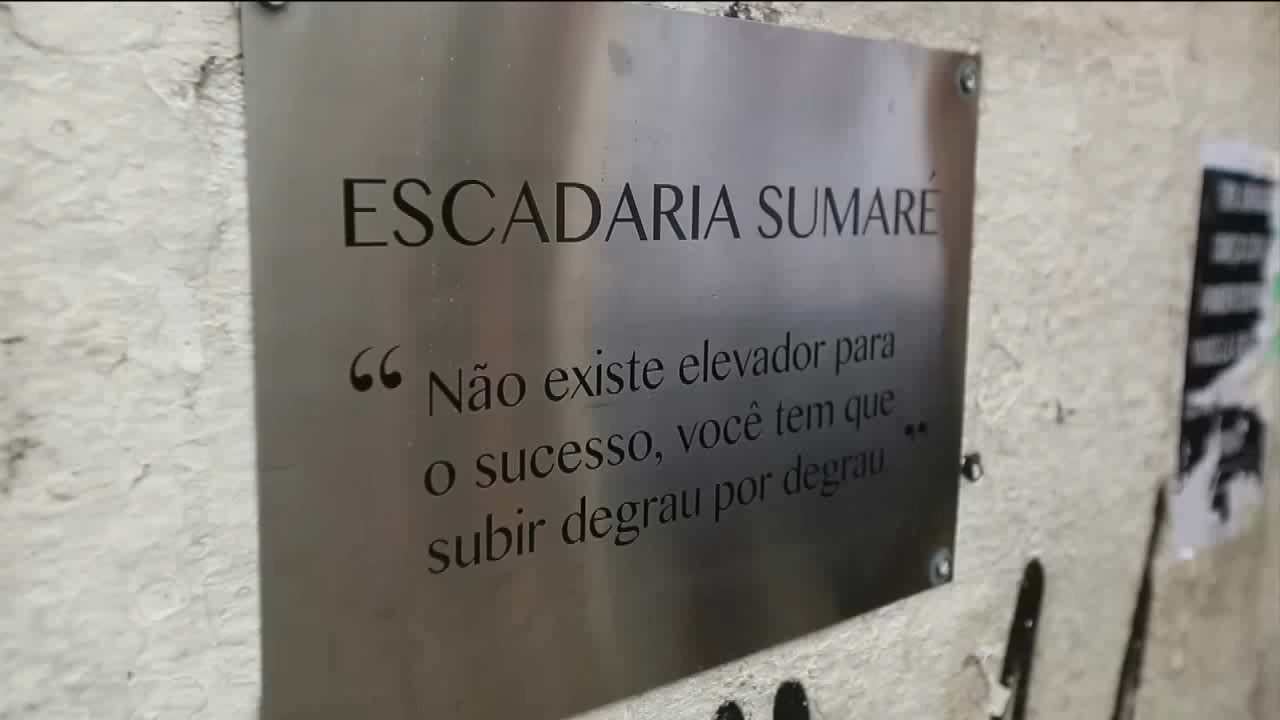 ESCADARIA SUMARÉ
“ Não existe elevador para
o sucesso, você tem que
subir degrau por degrau ”